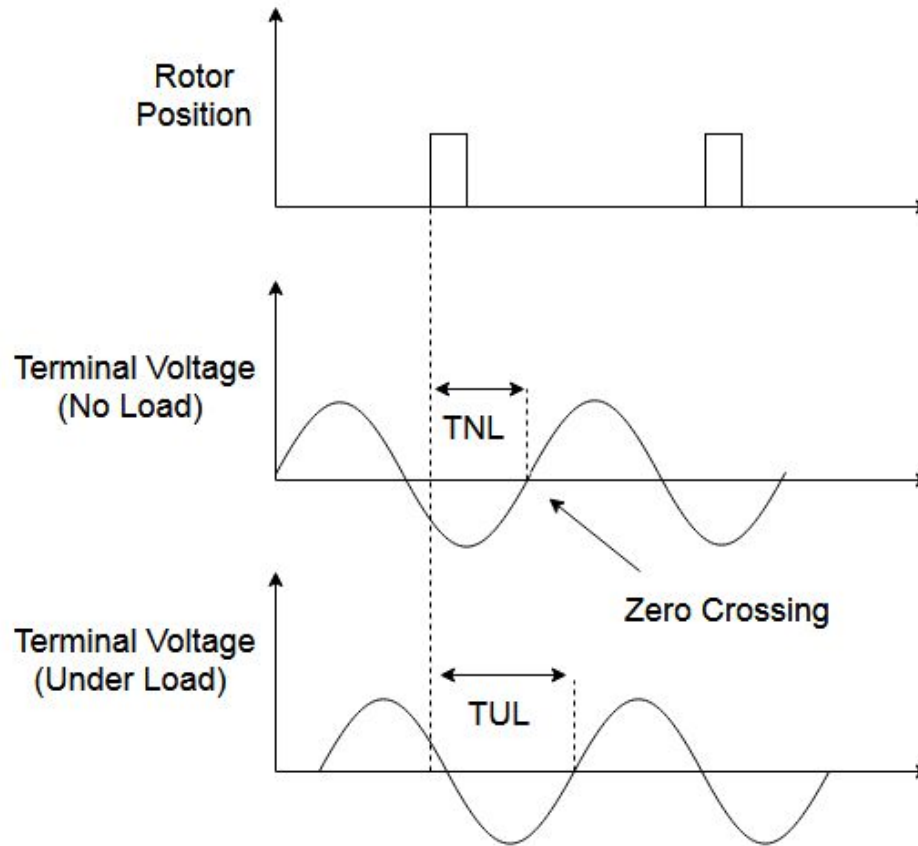 Rotor
Position
Terminal Voltage
(No Load)
TNL
Zero Crossing
Terminal Voltage
(Under Load)
TUL